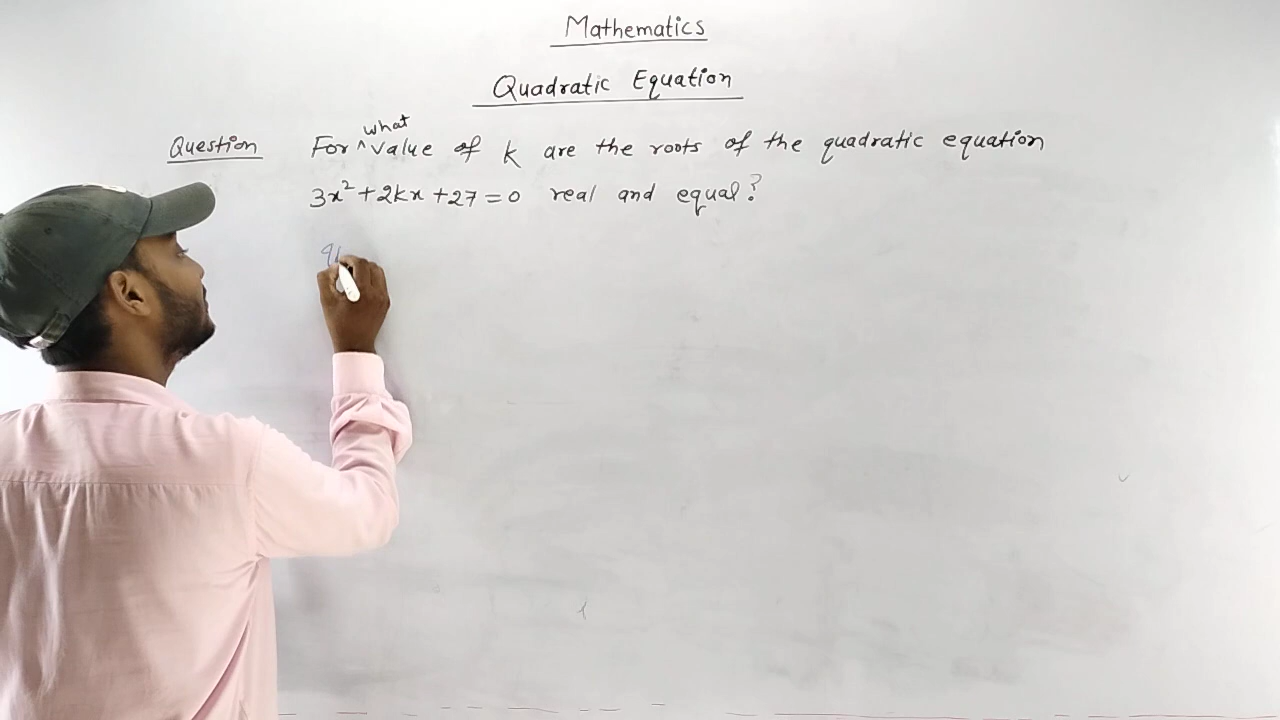 Mathematics
Quadratic Equation
Question For ^ what value of k are the roots of the quadratic equation
3x² + 2kx + 27 = 0 real and equal?